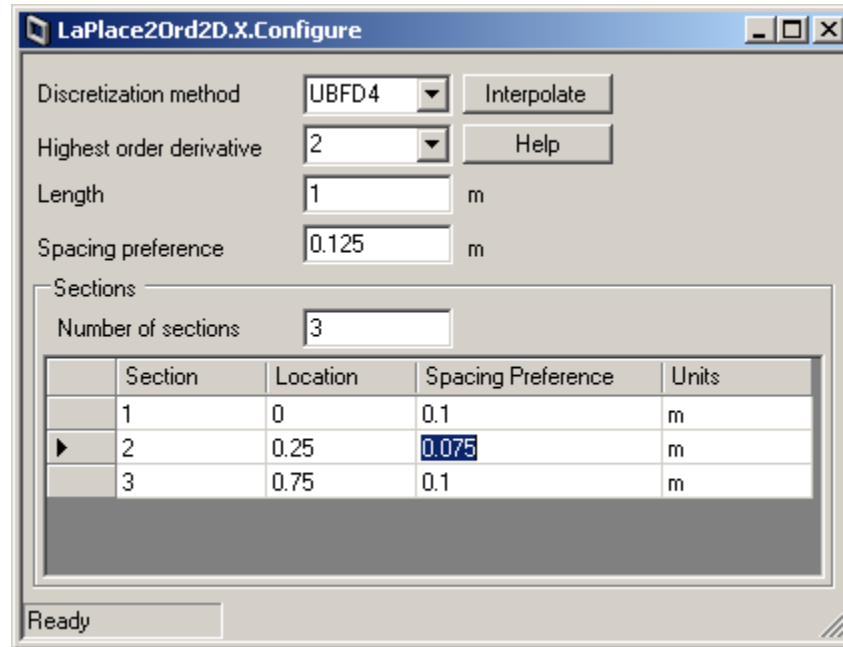 LaPlace2Ord2D.X.Configure
Discretization method UBFD4 Interpolate
Highest order derivative 2 Help
Length 1 m
Spacing preference 0.125 m
Sections
Number of sections 3
Section Location Spacing Preference Units
1 0 0.1 m
2 0.25 0.075 m
3 0.75 0.1 m
Ready